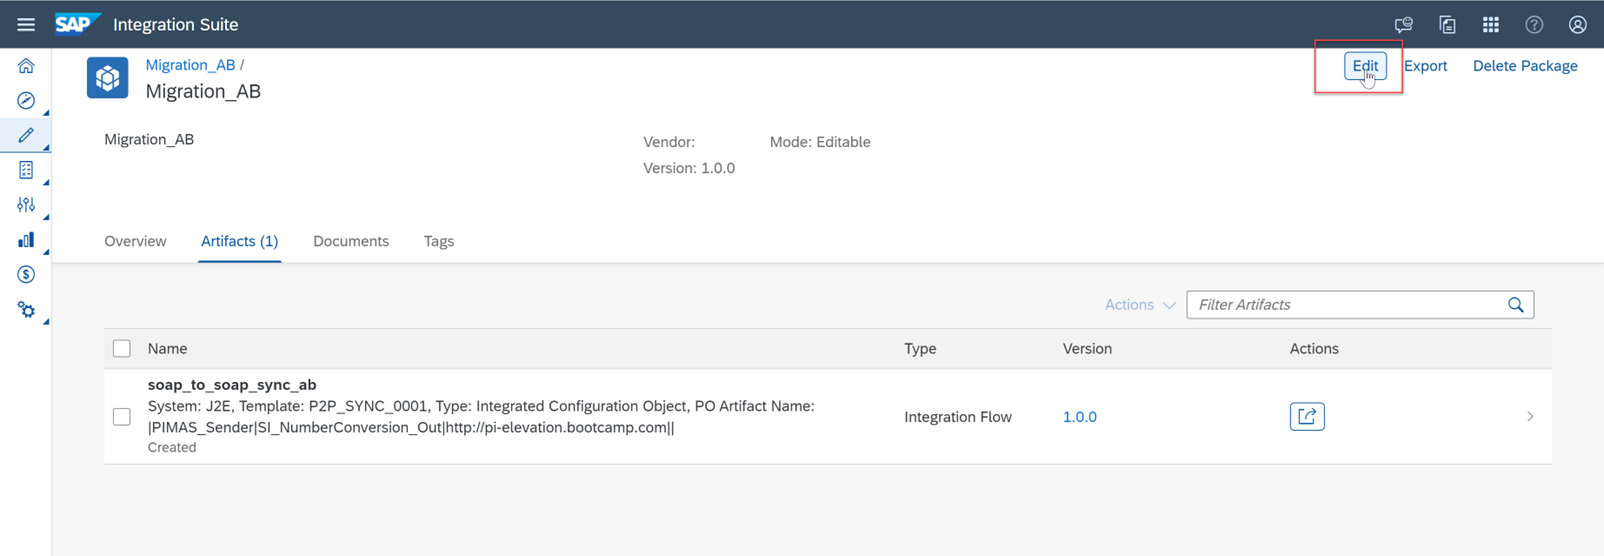 SAP Integration Suite
Migration_AB /
Edit Export Delete Package
Migration_AB
Migration_AB
Vendor: Mode: Editable
Version: 1.0.0
Overview Artifacts (1) Documents Tags
Actions Filter Artifacts
Name Type Version Actions
soap_to_soap_sync_ab
System: J2E, Template: P2P_SYNC_0001, Type: Integrated Configuration Object, PO Artifact Name:
|PIMAS_Sender|SI_NumberConversion_Out|http://pi-elevation.bootcamp.com||
Integration Flow 1.0.0
Created